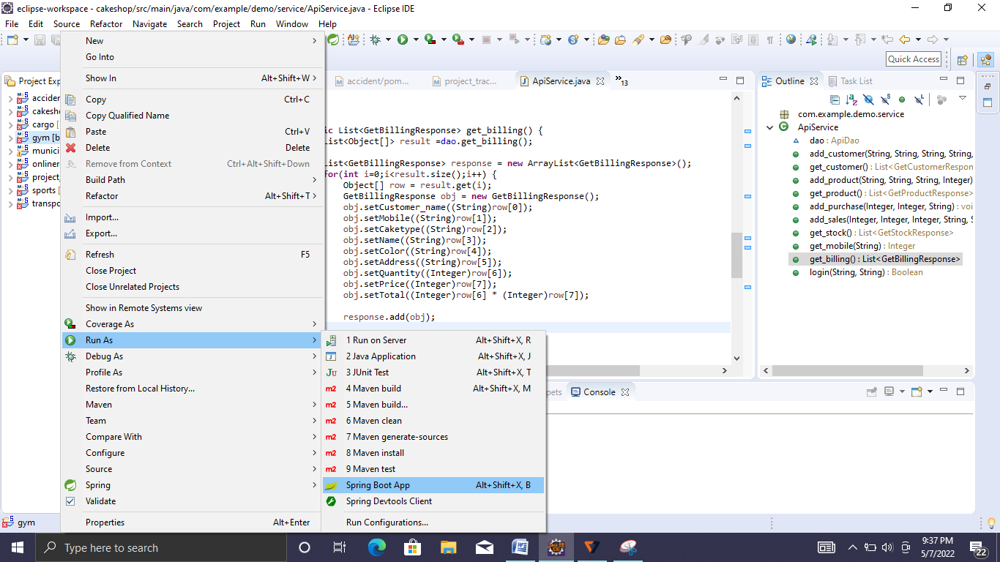 eclipse-workspace - cakeshop/src/main/java/com/example/demo/service/ApiService.java - Eclipse IDE
File Edit Source Refactor Navigate Search Project Run Window Help
Quick Access
Project Exp
acciden
cakesho
cargo [
gym [b
munici
onliner
project_
sports [
transpo
New
Go Into
Show In Alt+Shift+W
Copy Ctrl+C
Copy Qualified Name
Paste Ctrl+V
Delete Delete
Remove from Context Ctrl+Alt+Shift+Down
Build Path
Refactor Alt+Shift+T
Import...
Export...
Refresh F5
Close Project
Close Unrelated Projects
Show in Remote Systems view
Coverage As
Run As
Debug As
Profile As
Restore from Local History...
Maven
Team
Compare With
Configure
Source
Spring
Validate
Properties Alt+Enter
1 Run on Server Alt+Shift+X, R
2 Java Application Alt+Shift+X, J
3 JUnit Test Alt+Shift+X, T
m2 4 Maven build Alt+Shift+X, M
m2 5 Maven build...
m2 6 Maven clean
m2 7 Maven generate-sources
m2 8 Maven install
m2 9 Maven test
Spring Boot App Alt+Shift+X, B
Spring Devtools Client
Run Configurations...
accident/pom... project_trac... ApiService.java »13
ic List<GetBillingResponse> get_billing() {
List<Object[]> result =dao.get_billing();
List<GetBillingResponse> response = new ArrayList<GetBillingResponse>();
for(int i=0;i<result.size();i++) {
Object[] row = result.get(i);
GetBillingResponse obj = new GetBillingResponse();
obj.setCustomer_name((String)row[0]);
obj.setMobile((String)row[1]);
obj.setCaketype((String)row[2]);
obj.setName((String)row[3]);
obj.setColor((String)row[4]);
obj.setAddress((String)row[5]);
obj.setQuantity((Integer)row[6]);
obj.setPrice((Integer)row[7]);
obj.setTotal((Integer)row[6] * (Integer)row[7]);
response.add(obj);
Outline Task List
com.example.demo.service
ApiService
dao : ApiDao
add_customer(String, String, String, String,
get_customer() : List<GetCustomerRespon
add_product(String, String, String, Integer)
get_product() : List<GetProductResponse>
add_purchase(Integer, Integer, String) : voi
add_sales(Integer, Integer, Integer, String, S
get_stock() : List<GetStockResponse>
get_mobile(String) : Integer
get_billing() : List<GetBillingResponse>
login(String, String) : Boolean
pets Console
gym
Type here to search
9:37 PM
5/7/2022
22